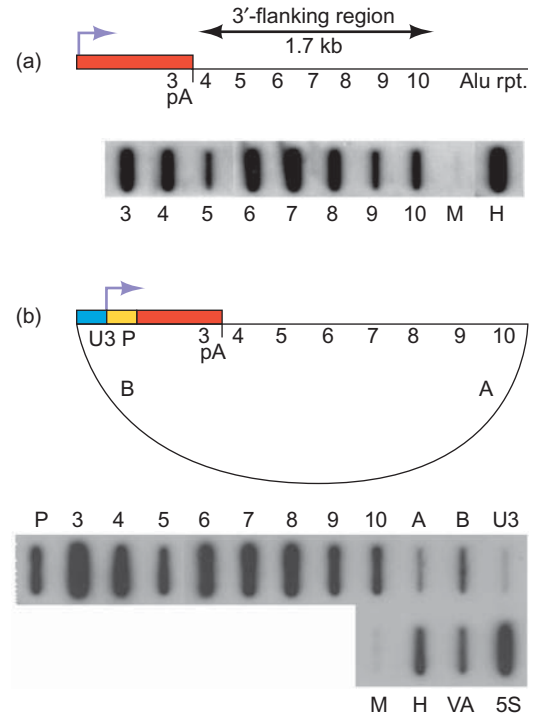 3′-flanking region
1.7 kb
(a)
3 4 5 6 7 8 9 10 Alu rpt.
pA
3 4 5 6 7 8 9 10 M H
(b)
U3 P 3 4 5 6 7 8 9 10
pA
B A
P 3 4 5 6 7 8 9 10 A B U3
M H VA 5S